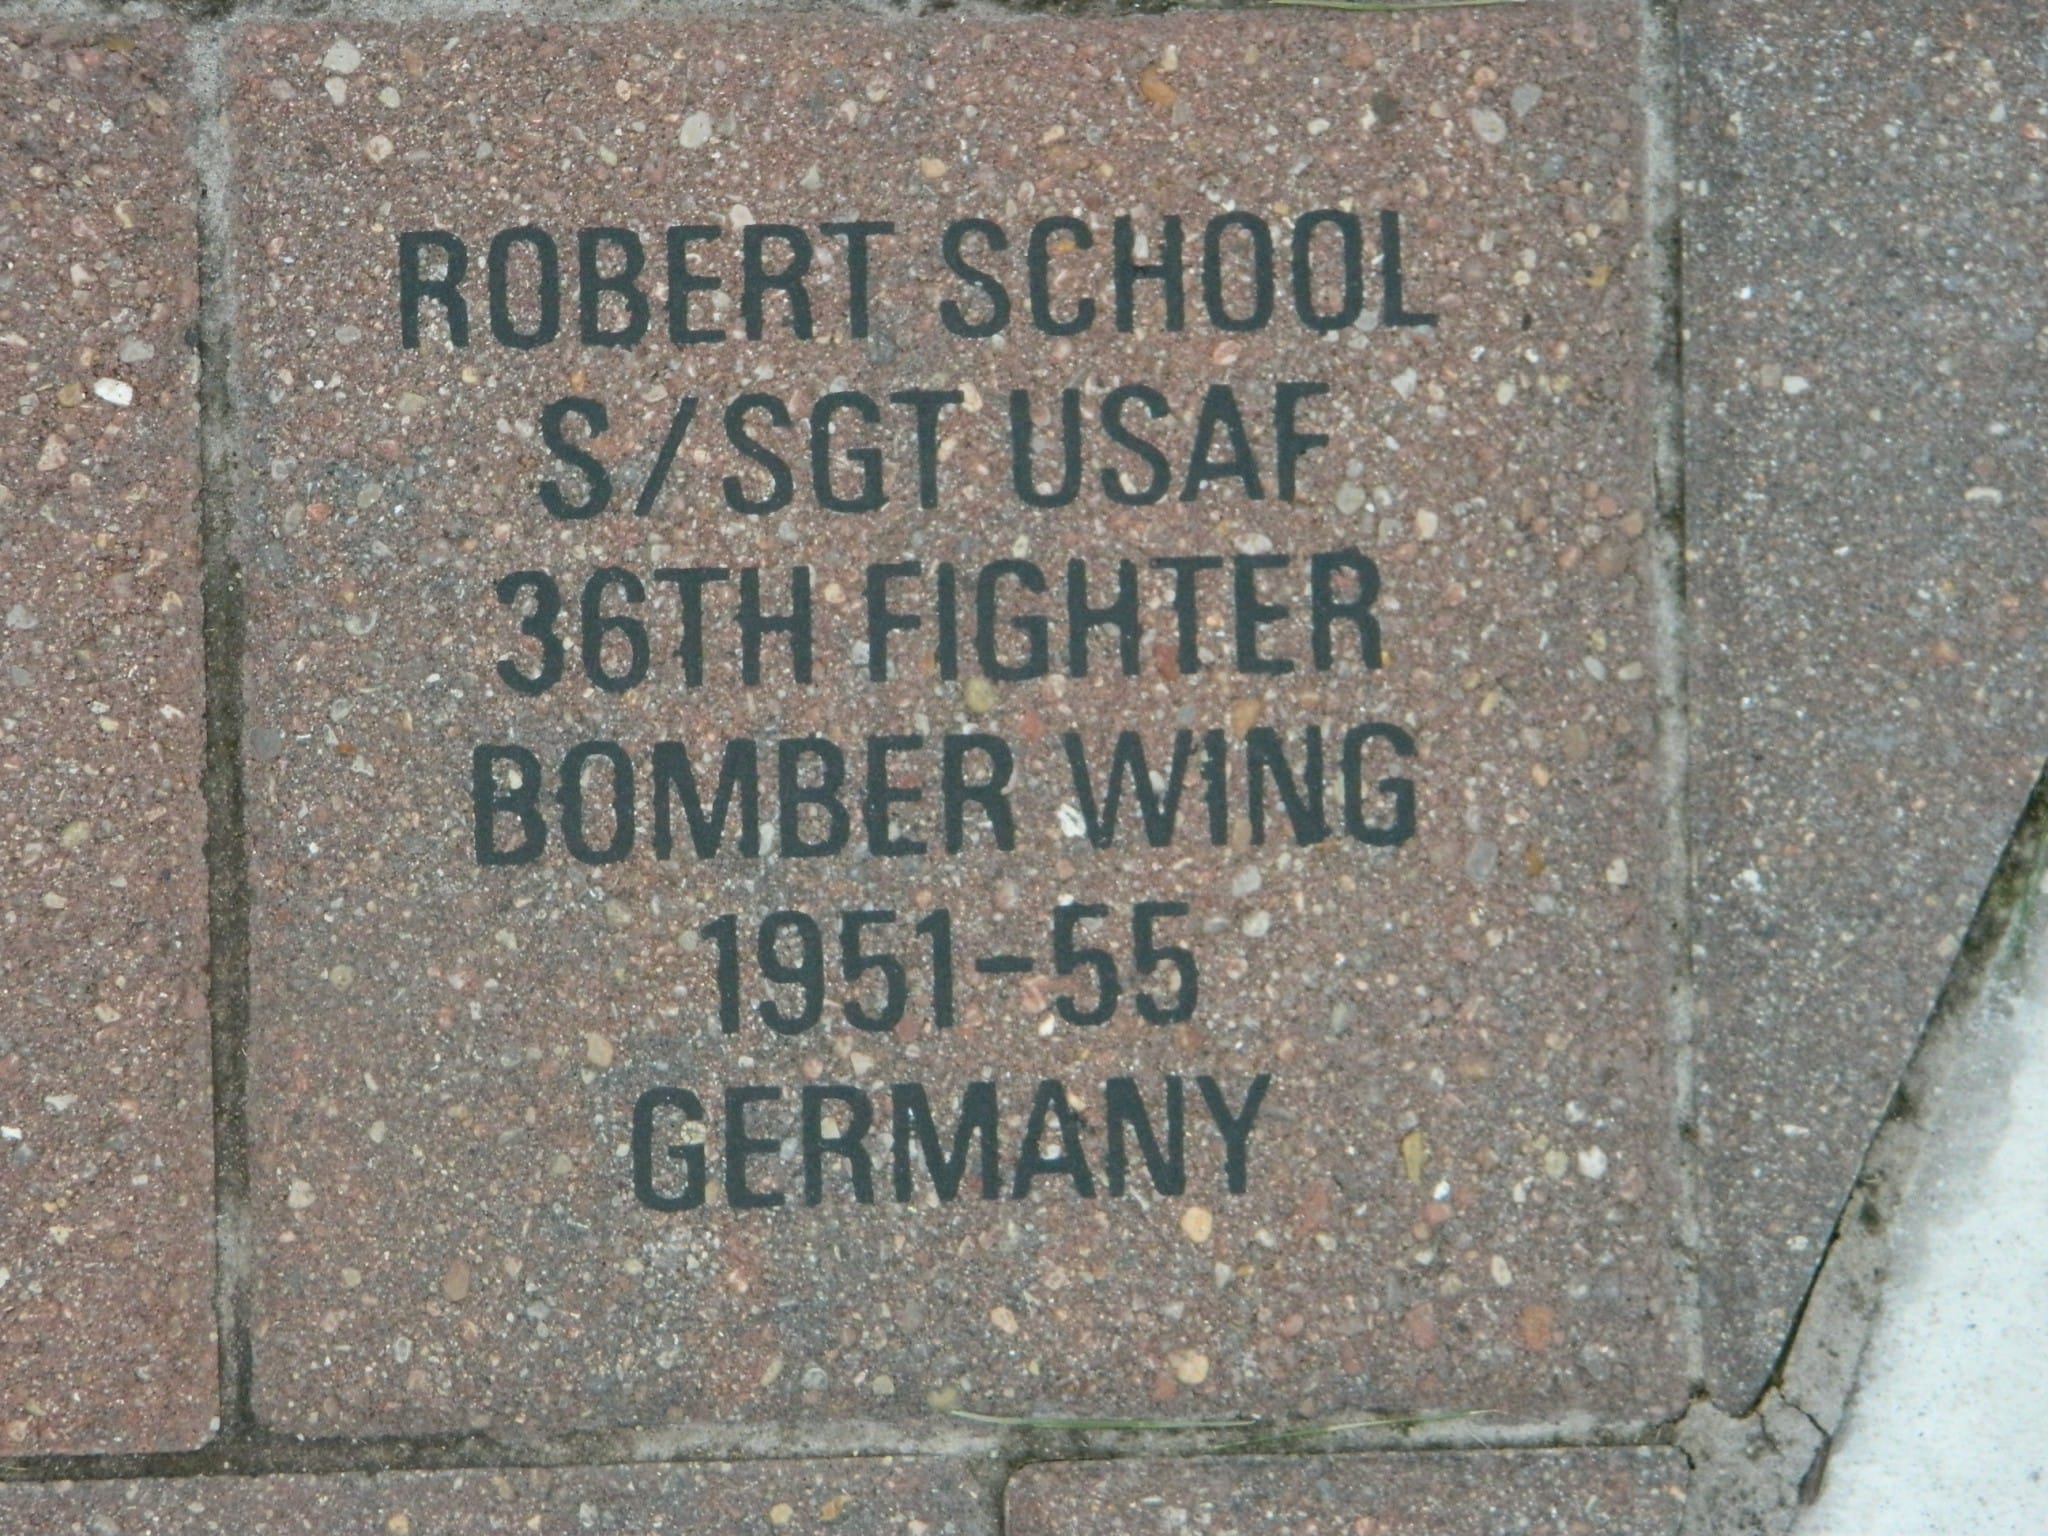 ROBERT SCHOOL
S/SGT USAF
36TH FIGHTER
BOMBER WING
1951-55
GERMANY